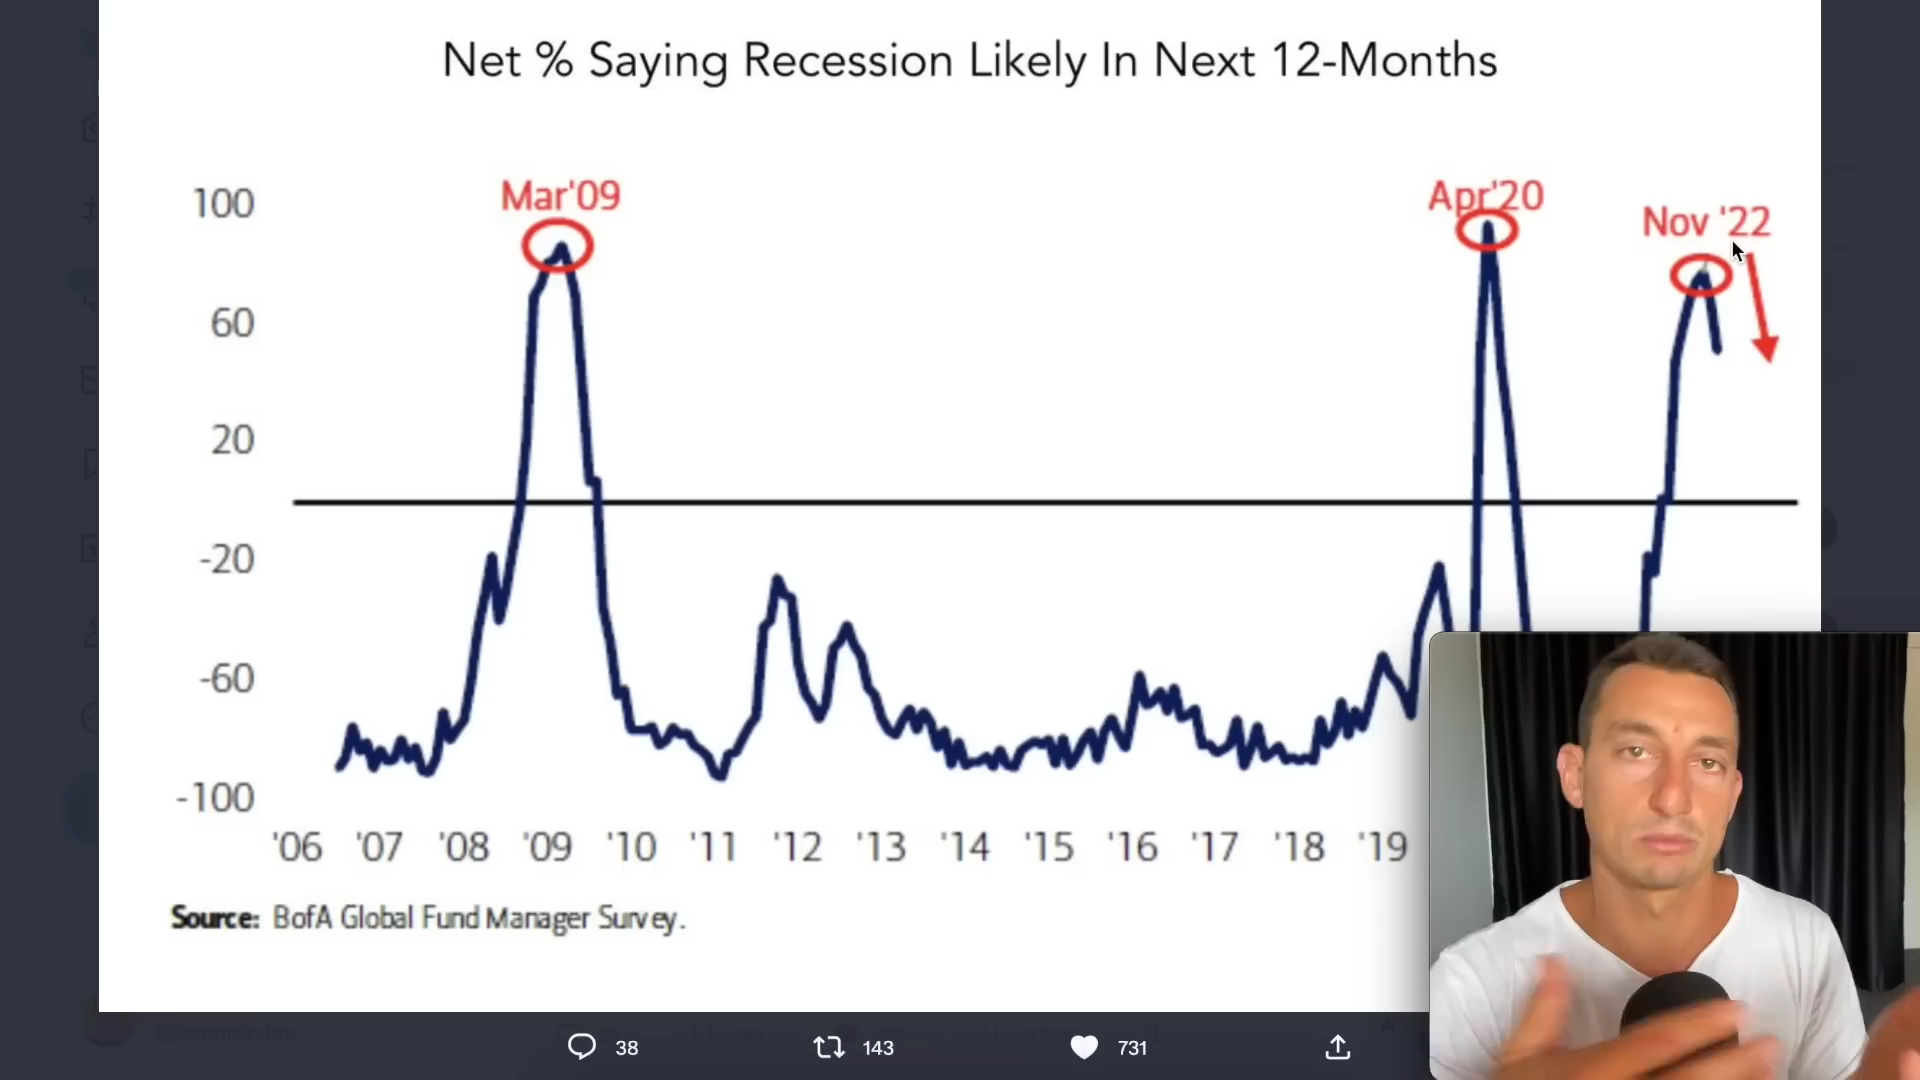 Net % Saying Recession Likely In Next 12-Months
Mar'09
Apr'20
Nov '22
100
60
20
-20
-60
-100
'06 '07 '08 '09 '10 '11 '12 '13 '14 '15 '16 '17 '18 '19
Source: BofA Global Fund Manager Survey.
38 143 731